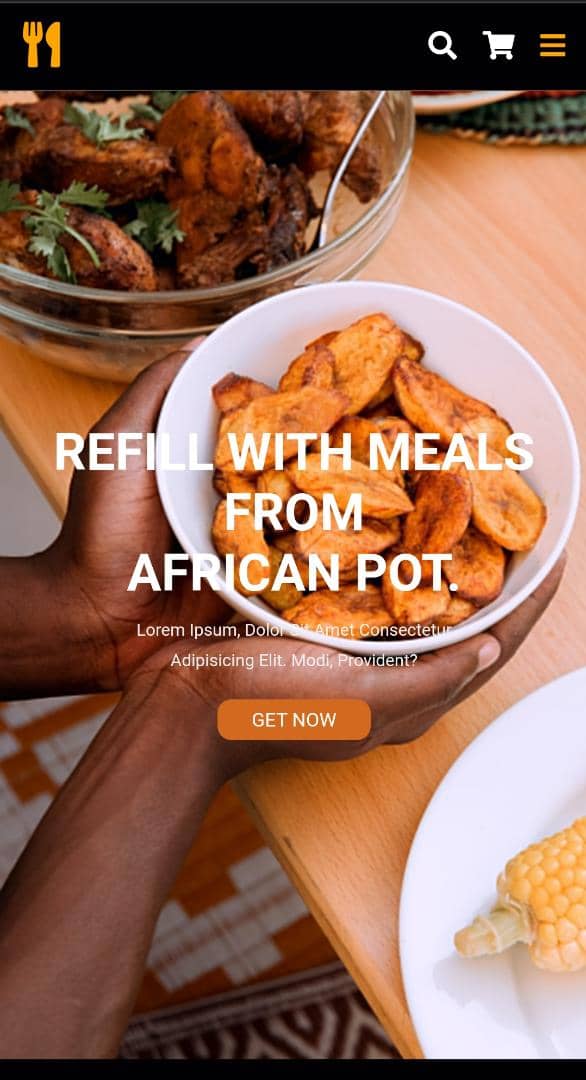 REFILL WITH MEALS
FROM
AFRICAN POT.
Lorem Ipsum, Dolor Sit Amet Consectetur
Adipisicing Elit. Modi, Provident?
GET NOW